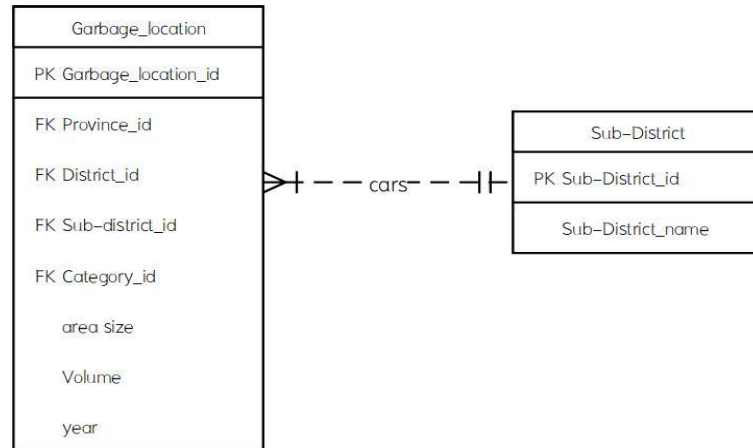 Garbage_location
PK Garbage_location_id
FK Province_id
FK District_id
FK Sub-district_id
FK Category_id
area size
Volume
year
cars
Sub-District
PK Sub-District_id
Sub-District_name